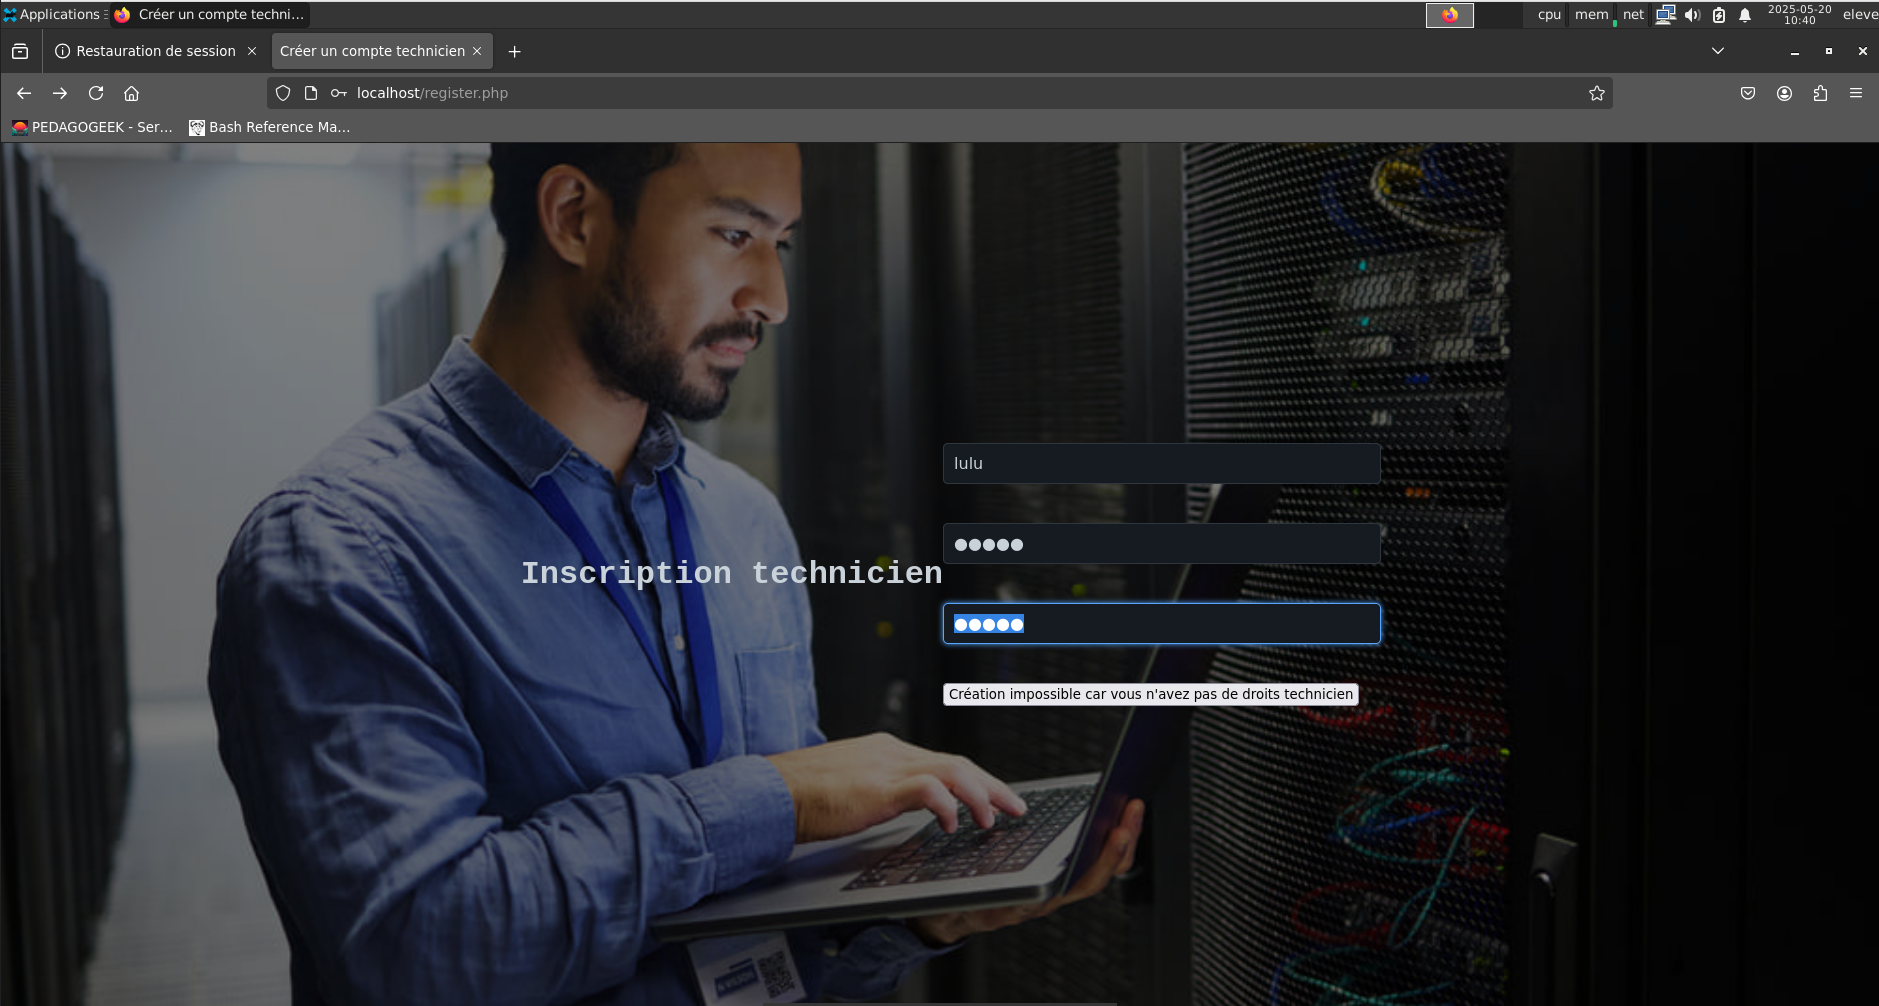 Applications
Créer un compte techni...
cpu
mem
net
2025-05-20
10:40
eleve
Restauration de session
Créer un compte technicien
localhost/register.php
PEDAGOGEEK - Ser...
Bash Reference Ma...
lulu
Inscription technicien
Création impossible car vous n'avez pas de droits technicien